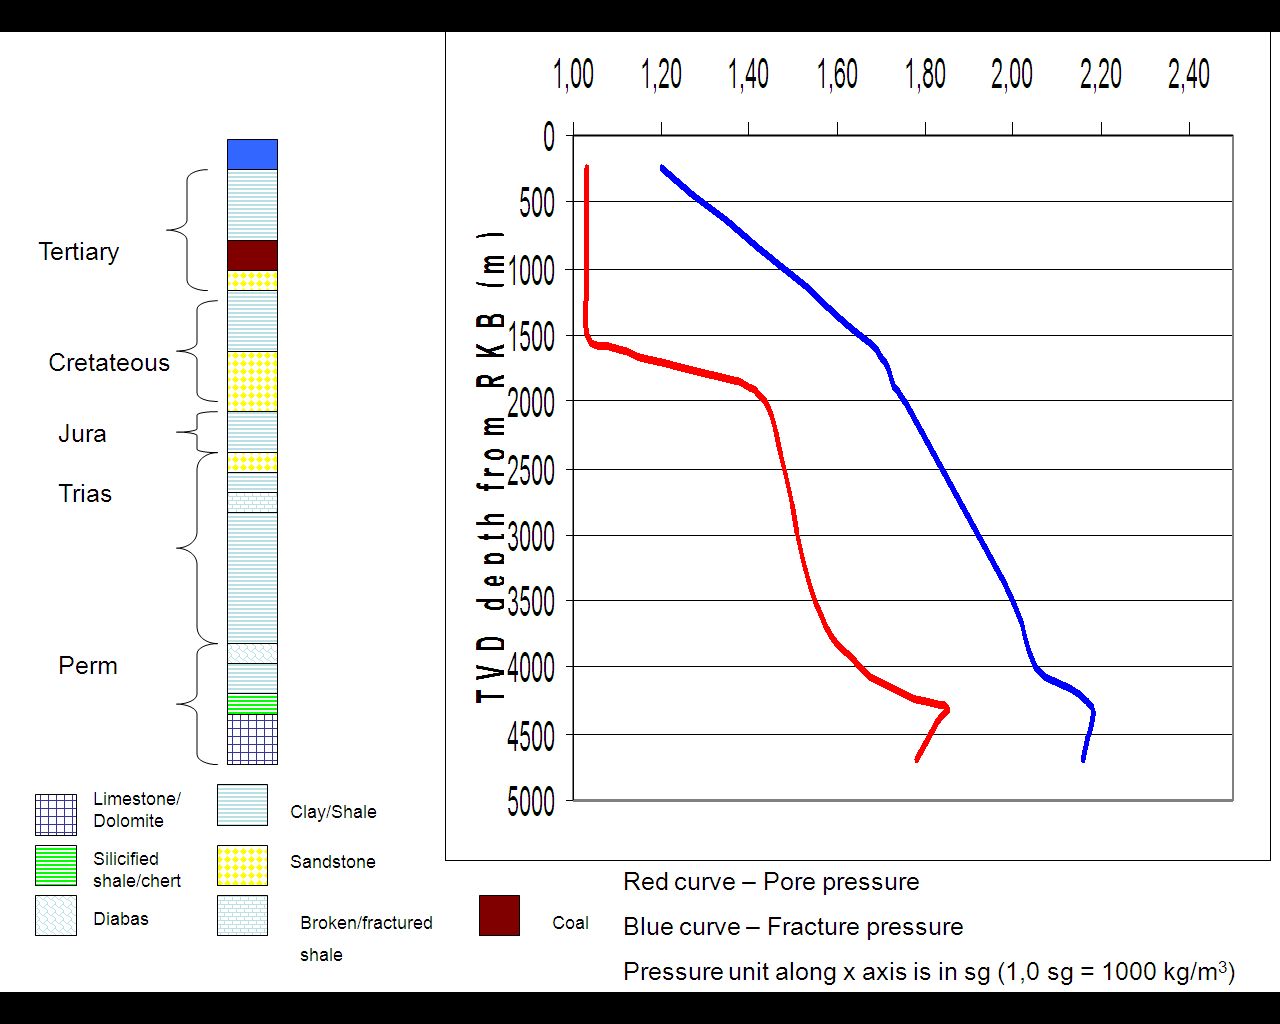 1,00 1,20 1,40 1,60 1,80 2,00 2,20 2,40
0
500
1000
1500
2000
2500
3000
3500
4000
4500
5000
TVD depth from RKB (m)
Tertiary
Cretateous
Jura
Trias
Perm
Limestone/
Dolomite
Clay/Shale
Silicified
shale/chert
Sandstone
Diabas
Broken/fractured
shale
Coal
Red curve – Pore pressure
Blue curve – Fracture pressure
Pressure unit along x axis is in sg (1,0 sg = 1000 kg/m³)